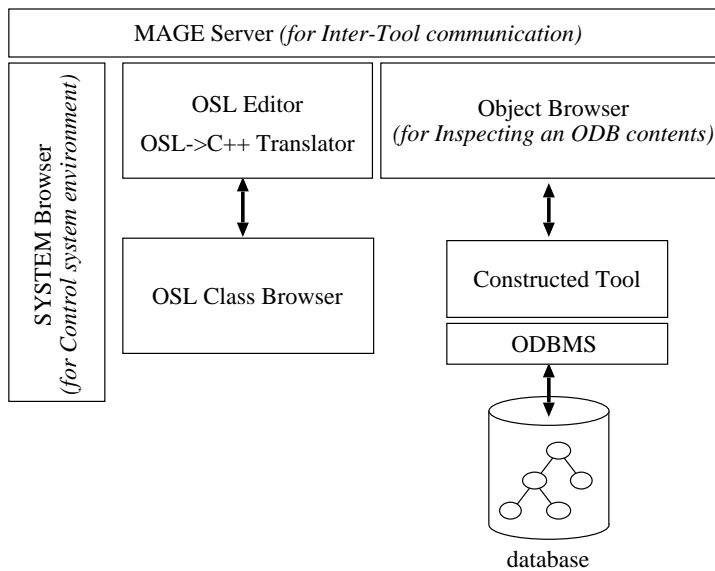 MAGE Server (for Inter-Tool communication)
SYSTEM Browser
(for Control system environment)
OSL Editor
OSL->C++ Translator
Object Browser
(for Inspecting an ODB contents)
OSL Class Browser
Constructed Tool
ODBMS
database